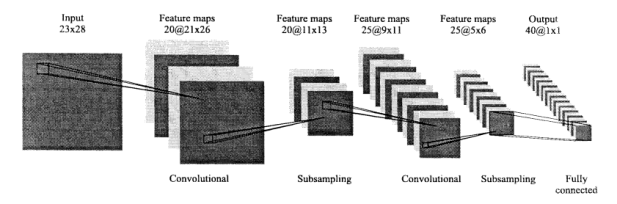 Input
23x28
Feature maps
20@21x26
Feature maps
20@11x13
Feature maps
25@9x11
Feature maps
25@5x6
Output
40@1x1
Convolutional
Subsampling
Convolutional
Subsampling
Fully
connected